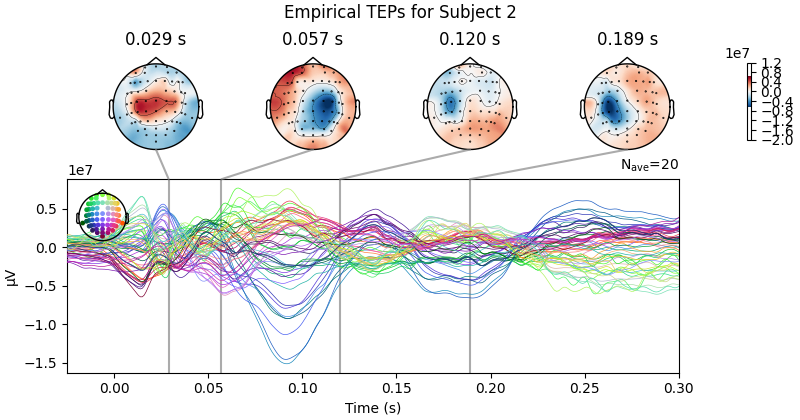 Empirical TEPs for Subject 2
0.029 s
0.057 s
0.120 s
0.189 s
1e7
1.2
0.8
0.4
0.0
−0.4
−0.8
−1.2
−1.6
−2.0
Nave=20
1e7
0.5
0.0
−0.5
−1.0
−1.5
µV
0.00
0.05
0.10
0.15
0.20
0.25
0.30
Time (s)